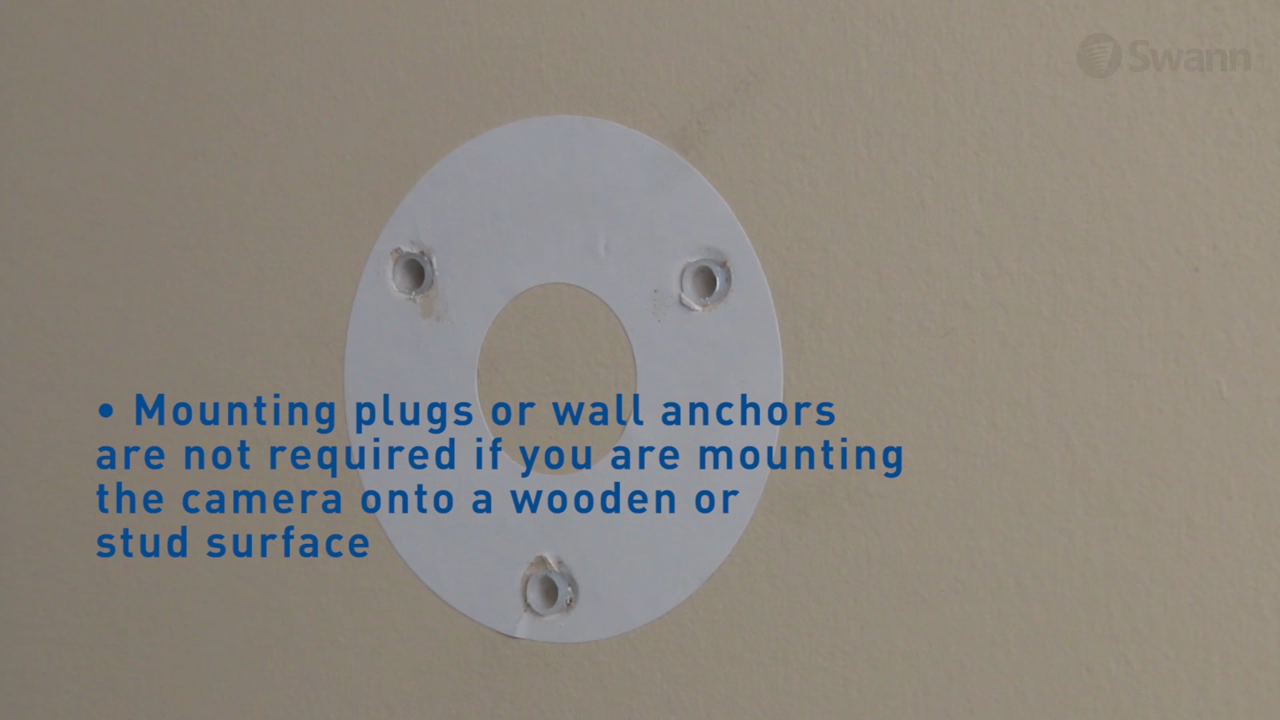 Swann
• Mounting plugs or wall anchors
are not required if you are mounting
the camera onto a wooden or
stud surface